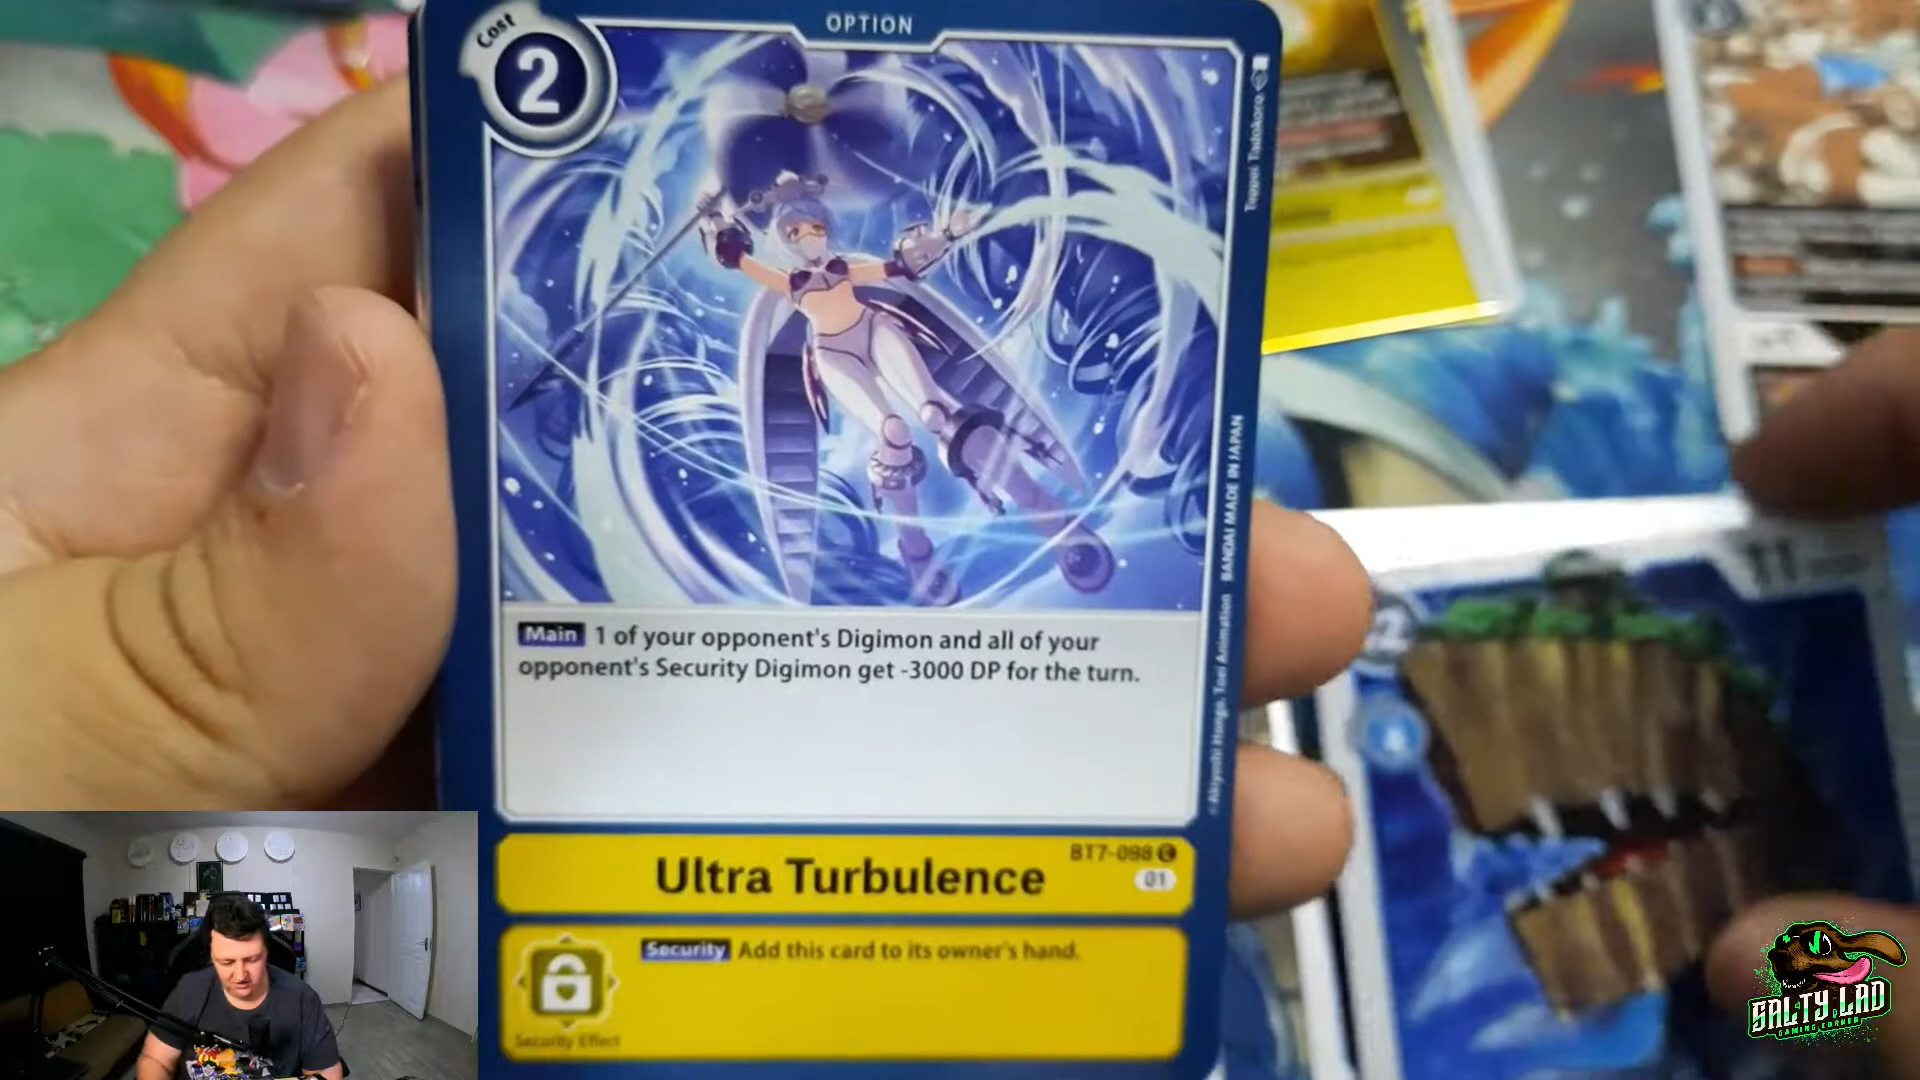 Cost
2
OPTION
Teppei Tadokoro
BANDAI MADE IN JAPAN
Akiyoshi Hongo, Toei Animation
Main 1 of your opponent's Digimon and all of your
opponent's Security Digimon get -3000 DP for the turn.
BT7-098 C
Ultra Turbulence
01
Security Add this card to its owner's hand.
Security Effect
SALTY LAD
GAMING CORNER